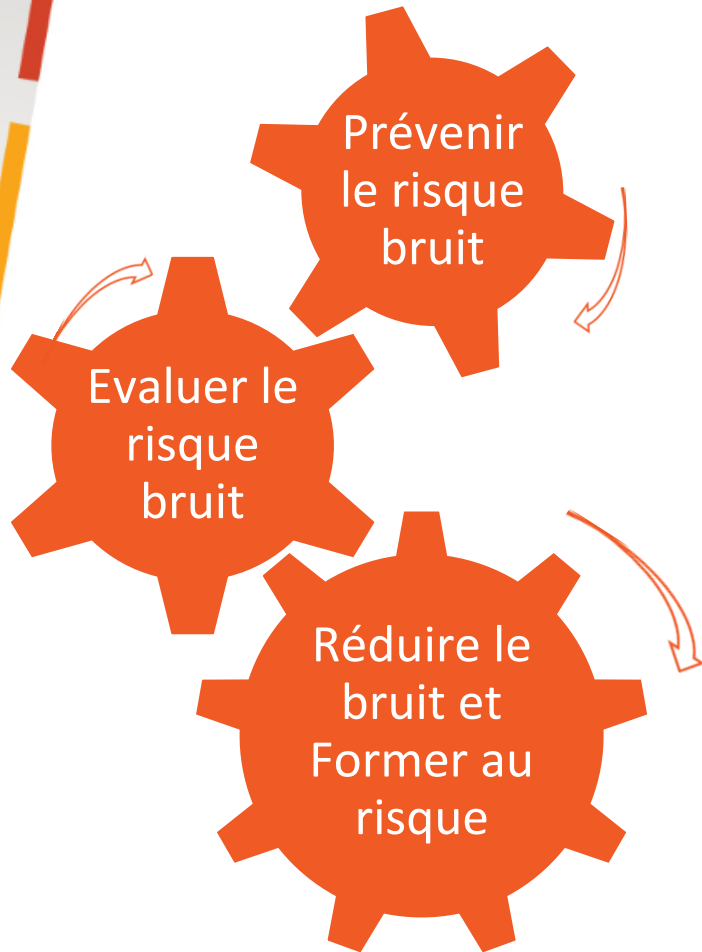 Prévenir
le risque
bruit
Evaluer le
risque
bruit
Réduire le
bruit et
Former au
risque